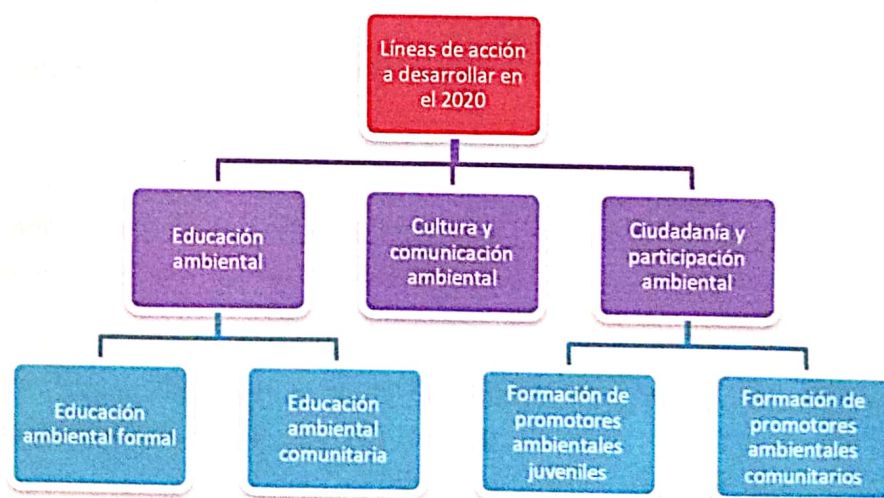 Líneas de acción
a desarrollar en
el 2020
Educación
ambiental
Cultura y
comunicación
ambiental
Ciudadanía y
participación
ambiental
Educación
ambiental formal
Educación
ambiental
comunitaria
Formación de
promotores
ambientales
juveniles
Formación de
promotores
ambientales
comunitarios